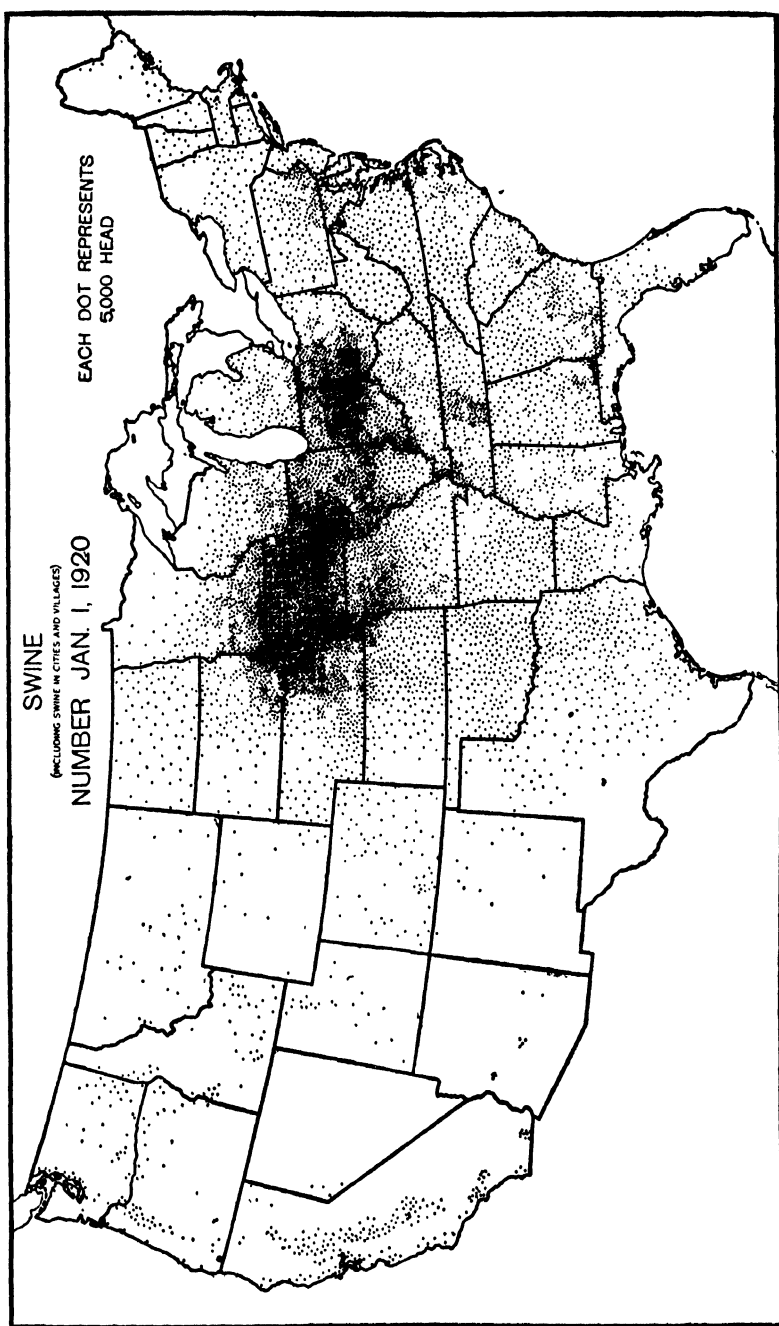 SWINE
(INCLUDING SWINE IN CITIES AND VILLAGES)
NUMBER JAN. 1, 1920
EACH DOT REPRESENTS
5,000 HEAD